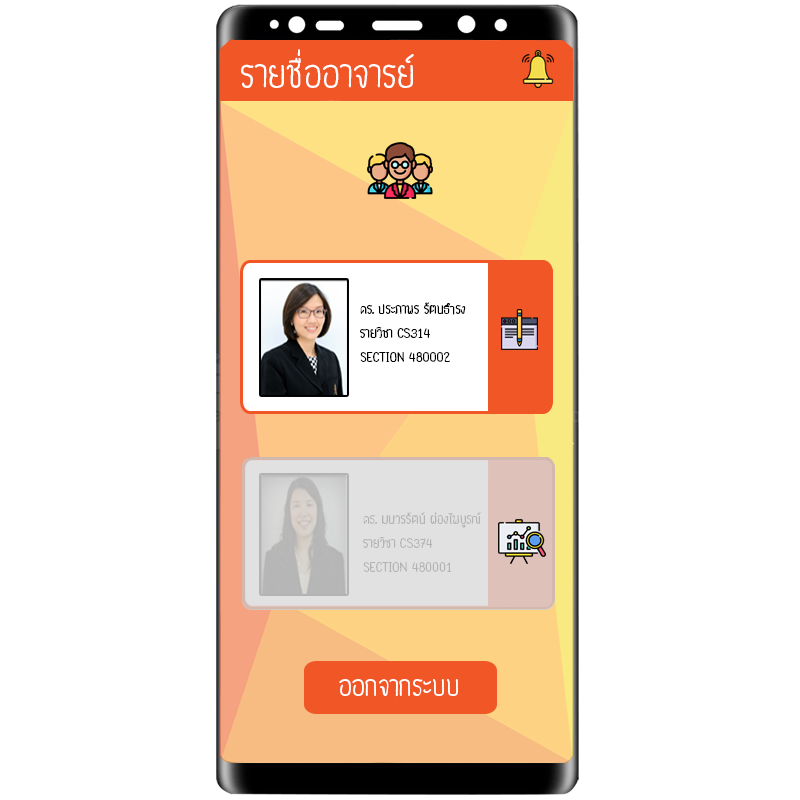 รายชื่ออาจารย์
ดร. ประภาพร รัตนธำรง
รายวิชา CS314
SECTION 480002
ดร. มนวรรัตน์ ผ่องไพบูรณ์
รายวิชา CS374
SECTION 480001
ออกจากระบบ